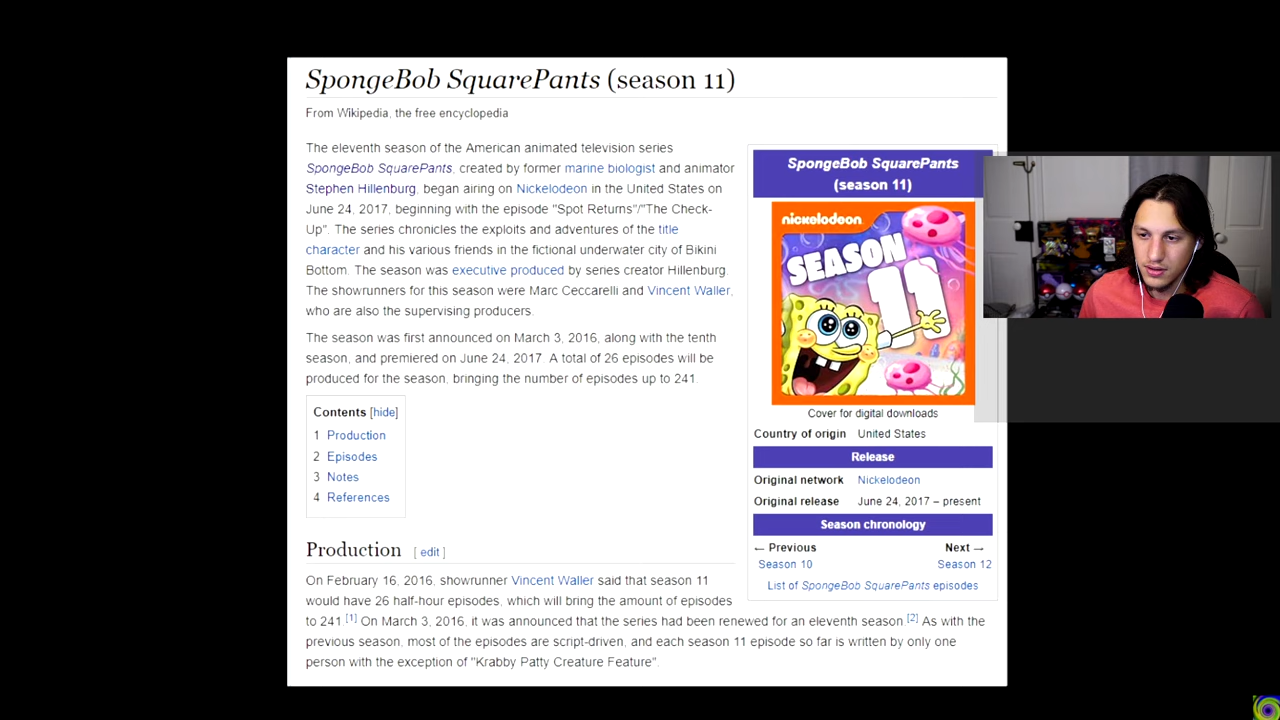 SpongeBob SquarePants (season 11)
From Wikipedia, the free encyclopedia
The eleventh season of the American animated television series
SpongeBob SquarePants, created by former marine biologist and animator
Stephen Hillenburg, began airing on Nickelodeon in the United States on
June 24, 2017, beginning with the episode "Spot Returns"/"The Check-
Up". The series chronicles the exploits and adventures of the title
character and his various friends in the fictional underwater city of Bikini
Bottom. The season was executive produced by series creator Hillenburg.
The showrunners for this season were Marc Ceccarelli and Vincent Waller,
who are also the supervising producers.
The season was first announced on March 3, 2016, along with the tenth
season, and premiered on June 24, 2017. A total of 26 episodes will be
produced for the season, bringing the number of episodes up to 241.
Contents [hide]
1 Production
2 Episodes
3 Notes
4 References
SpongeBob SquarePants
(season 11)
nickelodeon
SEASON
11
Cover for digital downloads
Country of origin United States
Release
Original network Nickelodeon
Original release June 24, 2017 – present
Season chronology
← Previous Next →
Season 10 Season 12
List of SpongeBob SquarePants episodes
Production [ edit ]
On February 16, 2016, showrunner Vincent Waller said that season 11
would have 26 half-hour episodes, which will bring the amount of episodes
to 241.[1] On March 3, 2016, it was announced that the series had been renewed for an eleventh season.[2] As with the
previous season, most of the episodes are script-driven, and each season 11 episode so far is written by only one
person with the exception of "Krabby Patty Creature Feature".